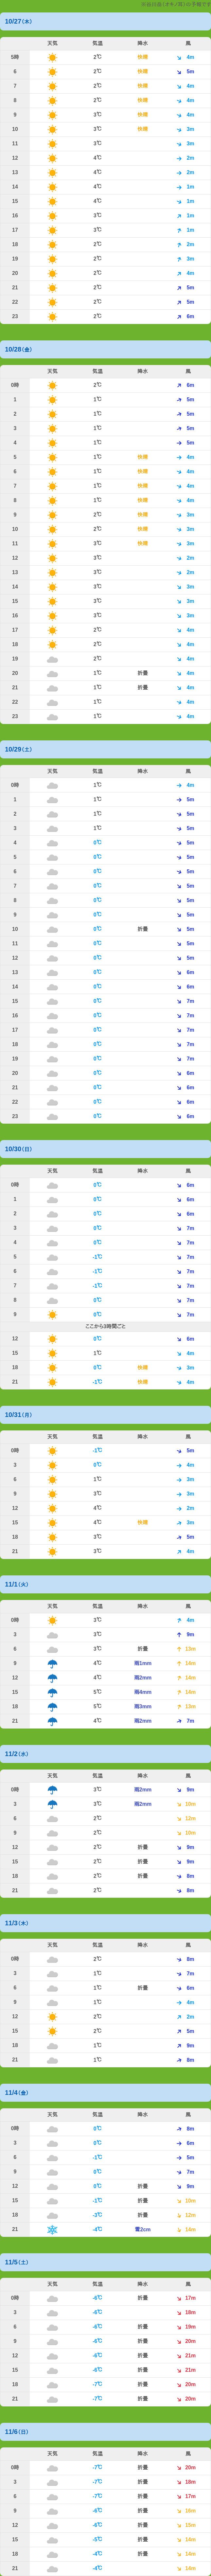 10/27(木)
天気 気温 降水 風
5時 2℃ 快晴 4m
6 2℃ 快晴 5m
7 2℃ 快晴 4m
8 2℃ 快晴 4m
9 3℃ 快晴 4m
10 3℃ 快晴 3m
11 3℃ 3m
12 4℃ 2m
13 4℃ 2m
14 4℃ 1m
15 4℃ 1m
16 3℃ 1m
17 3℃ 1m
18 2℃ 2m
19 2℃ 3m
20 2℃ 4m
21 2℃ 5m
22 2℃ 5m
23 2℃ 6m
10/28(金)
天気 気温 降水 風
0時 2℃ 6m
1 1℃ 5m
2 1℃ 5m
3 1℃ 5m
4 1℃ 5m
5 1℃ 快晴 4m
6 1℃ 快晴 4m
7 1℃ 快晴 4m
8 1℃ 快晴 4m
9 2℃ 快晴 3m
10 2℃ 快晴 3m
11 3℃ 快晴 3m
12 3℃ 2m
13 3℃ 2m
14 3℃ 3m
15 3℃ 3m
16 3℃ 3m
17 2℃ 4m
18 2℃ 4m
19 2℃ 4m
20 1℃ 折畳 4m
21 1℃ 折畳 4m
22 1℃ 4m
23 1℃ 4m
10/29(土)
天気 気温 降水 風
0時 1℃ 4m
1 1℃ 5m
2 1℃ 5m
3 1℃ 5m
4 0℃ 5m
5 0℃ 5m
6 0℃ 5m
7 0℃ 5m
8 0℃ 5m
9 0℃ 5m
10 0℃ 折畳 5m
11 0℃ 5m
12 0℃ 5m
13 0℃ 6m
14 0℃ 6m
15 0℃ 7m
16 0℃ 7m
17 0℃ 7m
18 0℃ 7m
19 0℃ 7m
20 0℃ 6m
21 0℃ 6m
22 0℃ 6m
23 0℃ 6m
10/30(日)
天気 気温 降水 風
0時 0℃ 6m
1 0℃ 6m
2 0℃ 6m
3 0℃ 7m
4 0℃ 7m
5 -1℃ 7m
6 -1℃ 7m
7 -1℃ 7m
8 0℃ 7m
9 0℃ 7m
ここから3時間ごと
12 0℃ 6m
15 1℃ 4m
18 0℃ 快晴 3m
21 -1℃ 快晴 4m
10/31(月)
天気 気温 降水 風
0時 -1℃ 5m
3 0℃ 4m
6 1℃ 3m
9 3℃ 3m
12 4℃ 2m
15 4℃ 快晴 3m
18 3℃ 5m
21 3℃ 4m
11/1(火)
天気 気温 降水 風
0時 3℃ 4m
3 3℃ 9m
6 3℃ 折畳 12m
9 4℃ 雨1mm 14m
12 4℃ 雨2mm 14m
15 5℃ 雨4mm 14m
18 5℃ 雨3mm 13m
21 4℃ 雨2mm 7m
11/2(水)
天気 気温 降水 風
0時 3℃ 雨2mm 9m
3 3℃ 雨2mm 10m
6 2℃ 12m
9 2℃ 10m
12 2℃ 折畳 9m
15 2℃ 折畳 9m
18 2℃ 折畳 8m
21 2℃ 8m
11/3(木)
天気 気温 降水 風
0時 2℃ 8m
3 1℃ 7m
6 1℃ 折畳 6m
9 1℃ 4m
12 2℃ 2m
15 2℃ 5m
18 1℃ 9m
21 1℃ 8m
11/4(金)
天気 気温 降水 風
0時 0℃ 8m
3 0℃ 6m
6 -1℃ 5m
9 0℃ 7m
12 0℃ 折畳 9m
15 -1℃ 折畳 10m
18 -3℃ 折畳 12m
21 -4℃ 雪2cm 14m
11/5(土)
天気 気温 降水 風
0時 -6℃ 折畳 17m
3 -6℃ 18m
6 -6℃ 折畳 19m
9 -6℃ 折畳 20m
12 -6℃ 折畳 21m
15 -6℃ 折畳 21m
18 -7℃ 折畳 20m
21 -7℃ 折畳 20m
11/6(日)
天気 気温 降水 風
0時 -7℃ 折畳 20m
3 -7℃ 折畳 18m
6 -7℃ 折畳 17m
9 -6℃ 折畳 16m
12 -6℃ 折畳 15m
15 -5℃ 折畳 14m
18 -4℃ 折畳 14m
21 -4℃ 14m